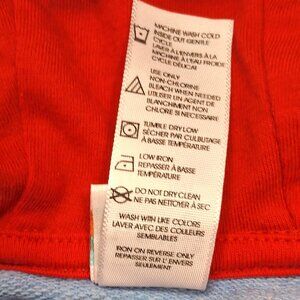 MACHINE WASH COLD
INSIDE OUT GENTLE
CYCLE
LAVER À L'ENVERS À LA
MACHINE À L'EAU FROIDE
CYCLE DÉLICAT
USE ONLY
NON-CHLORINE
BLEACH WHEN NEEDED
UTILISER UN AGENT DE
BLANCHIMENT NON
CHLORE SI NÉCESSAIRE
TUMBLE DRY LOW
SÉCHER PAR CULBUTAGE
À BASSE TEMPÉRATURE
LOW IRON
REPASSER À BASSE
TEMPÉRATURE
DO NOT DRY CLEAN
NE PAS NETTOYER À SEC
WASH WITH LIKE COLORS
LAVER AVEC DES COULEURS
SEMBLABLES
IRON ON REVERSE ONLY
REPASSER SUR L'ENVERS
SEULEMENT